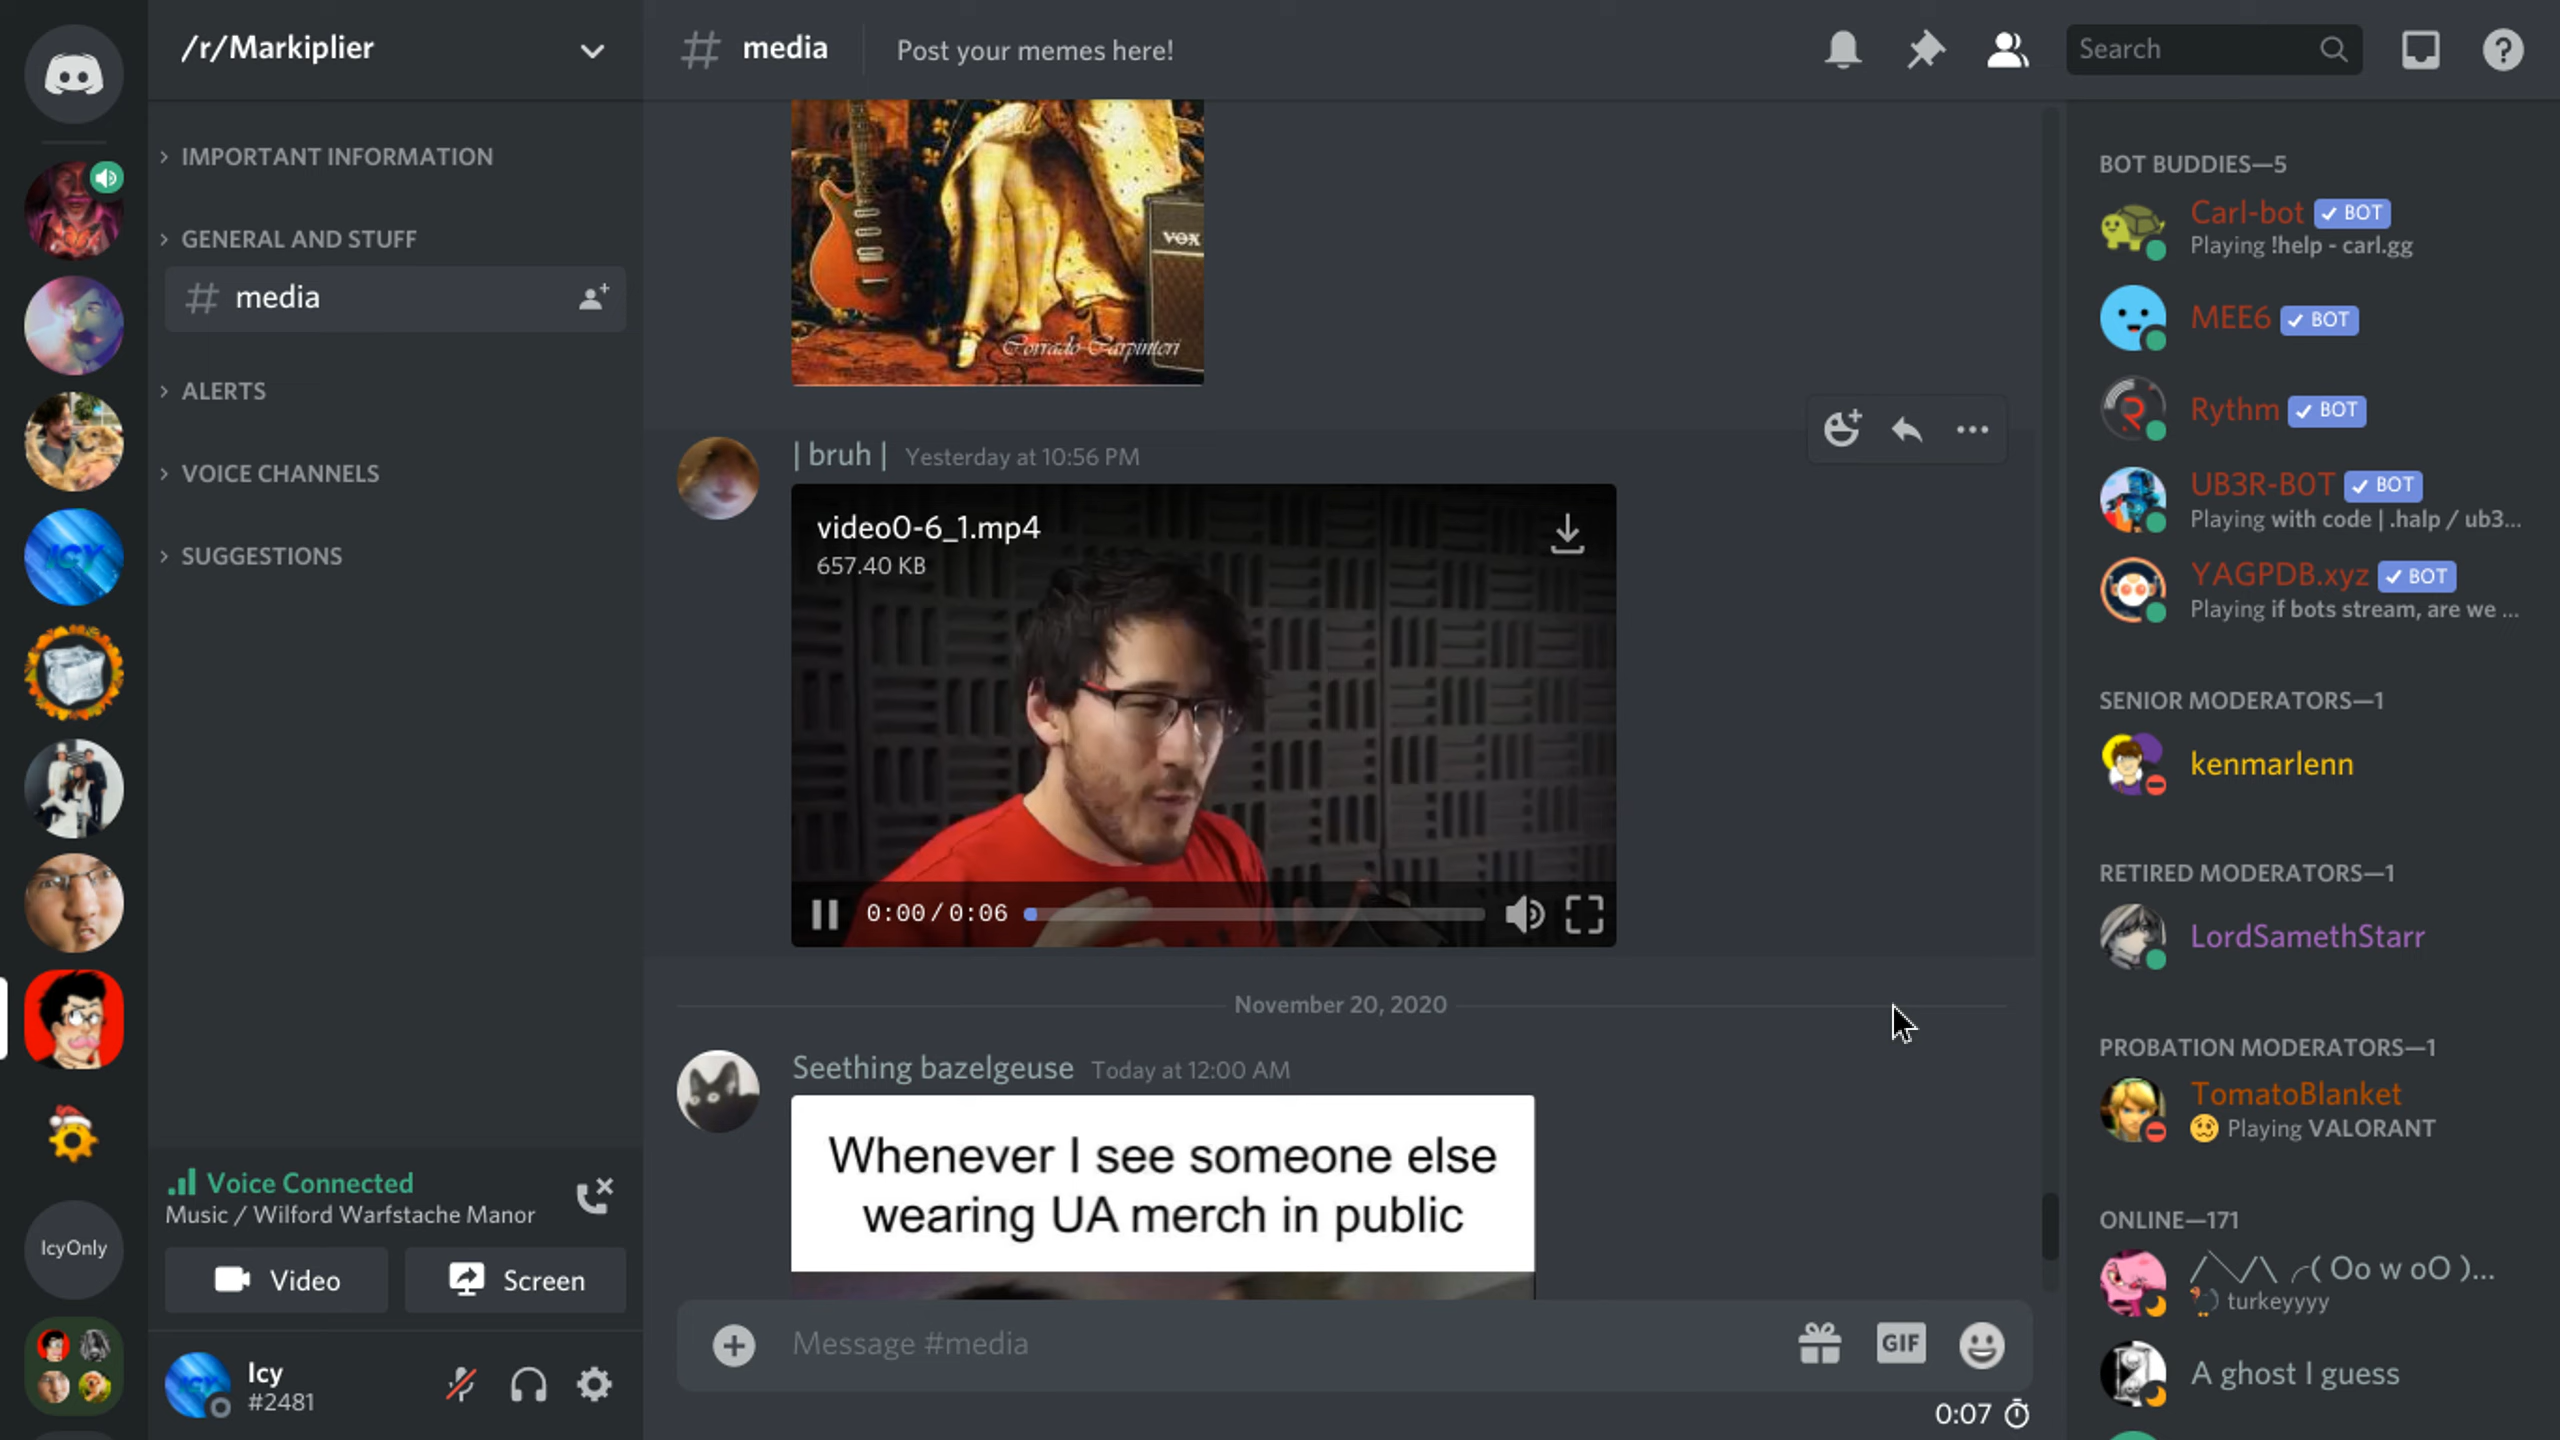 /r/Markiplier
IMPORTANT INFORMATION
GENERAL AND STUFF
media
ALERTS
VOICE CHANNELS
SUGGESTIONS
ICY
IcyOnly
Voice Connected
Music / Wilford Warfstache Manor
Video
Screen
Icy
#2481
# media
Post your memes here!
Search
VOX
Corrado Carpinteri
| bruh | Yesterday at 10:56 PM
video0-6_1.mp4
657.40 KB
0:00/0:06
November 20, 2020
Seething bazelgeuse Today at 12:00 AM
Whenever I see someone else
wearing UA merch in public
Message #media
GIF
0:07
BOT BUDDIES—5
Carl-bot BOT
Playing !help - carl.gg
MEE6 BOT
Rythm BOT
UB3R-B0T BOT
Playing with code | .halp / ub3...
YAGPDB.xyz BOT
Playing if bots stream, are we ...
SENIOR MODERATORS—1
kenmarlenn
RETIRED MODERATORS—1
LordSamethStarr
PROBATION MODERATORS—1
TomatoBlanket
Playing VALORANT
ONLINE—171
/╲/\ ╭( Oo w oO )...
turkeyyyy
A ghost I guess